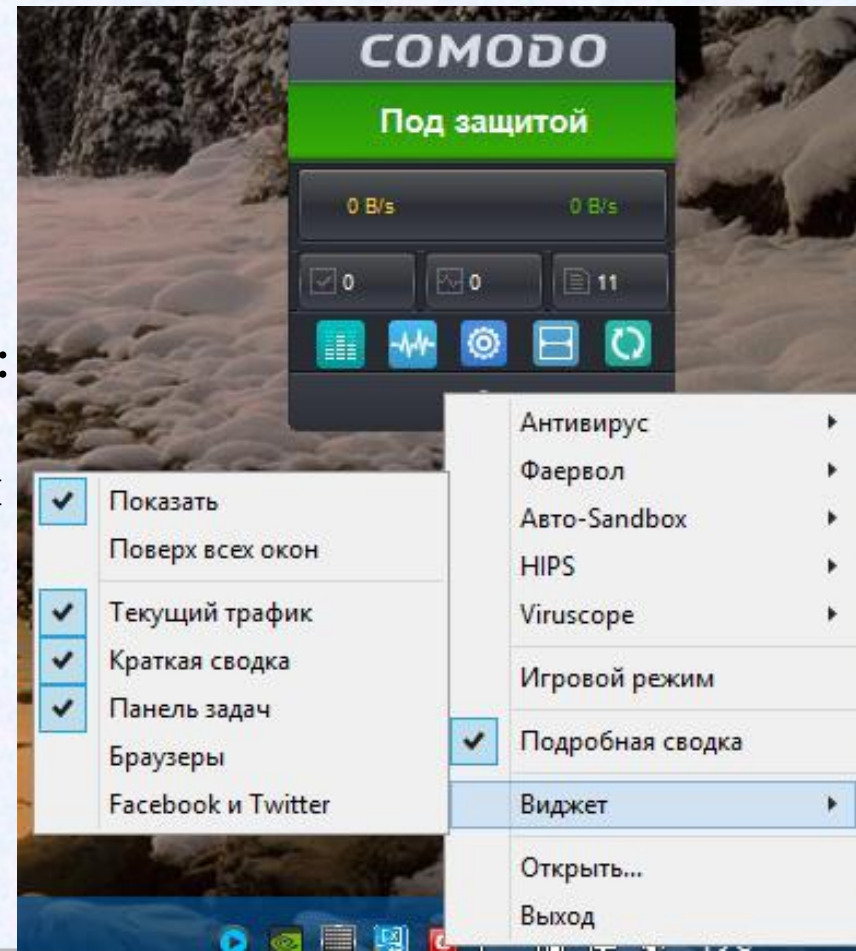 COMODO
Под защитой
0 B/s 0 B/s
0 0 11
Антивирус
Фаервол
Авто-Sandbox
HIPS
Viruscope
Игровой режим
Подробная сводка
Виджет
Открыть...
Выход
Показать
Поверх всех окон
Текущий трафик
Краткая сводка
Панель задач
Браузеры
Facebook и Twitter